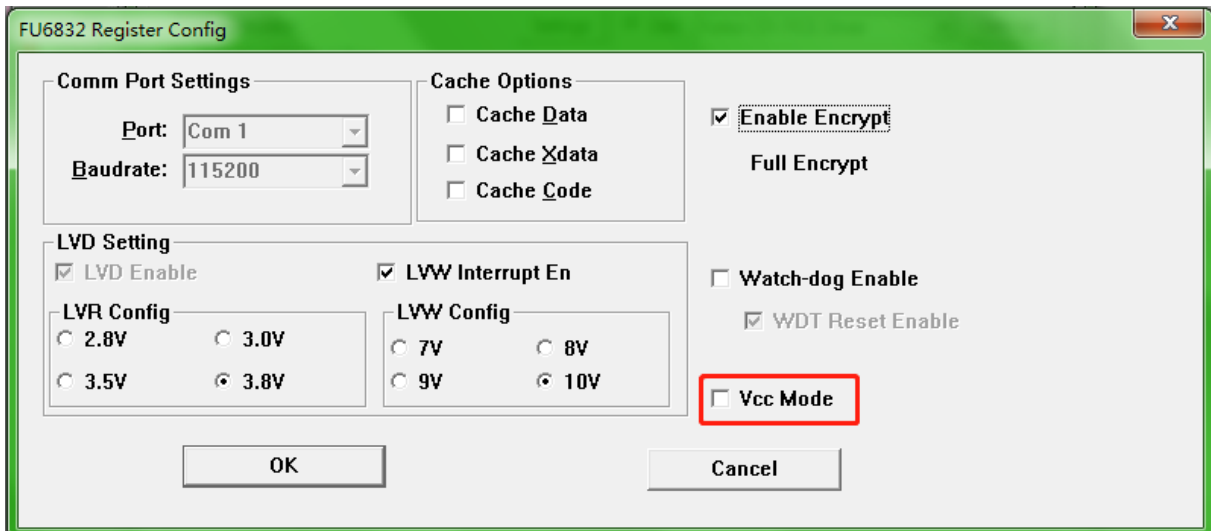 FU6832 Register Config
Comm Port Settings
Port: Com 1
Baudrate: 115200
Cache Options
Cache Data
Cache Xdata
Cache Code
Enable Encrypt
Full Encrypt
LVD Setting
LVD Enable
LVW Interrupt En
LVR Config
2.8V 3.0V
3.5V 3.8V
LVW Config
7V 8V
9V 10V
Watch-dog Enable
WDT Reset Enable
Vcc Mode
OK
Cancel